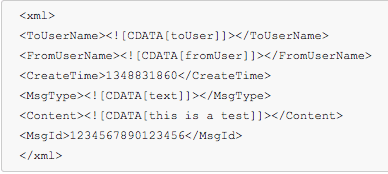 <xml>
<ToUserName><![CDATA[toUser]]></ToUserName>
<FromUserName><![CDATA[fromUser]]></FromUserName>
<CreateTime>1348831860</CreateTime>
<MsgType><![CDATA[text]]></MsgType>
<Content><![CDATA[this is a test]]></Content>
<MsgId>1234567890123456</MsgId>
</xml>